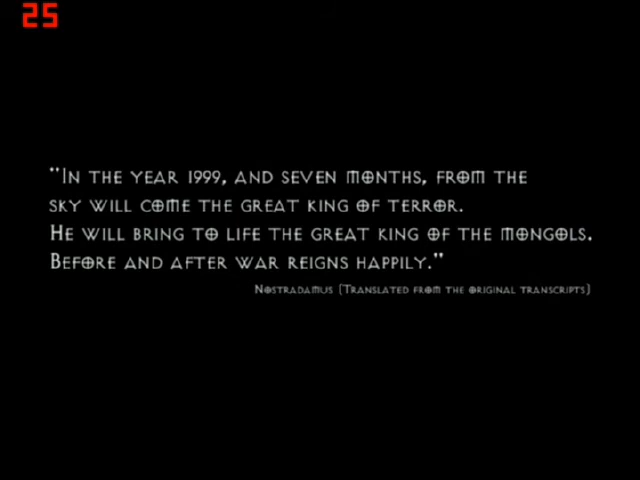 25
"In the year 1999, and seven months, from the
sky will come the great king of terror.
He will bring to life the great king of the mongols.
Before and after war reigns happily."
Nostradamus (Translated from the original transcripts)